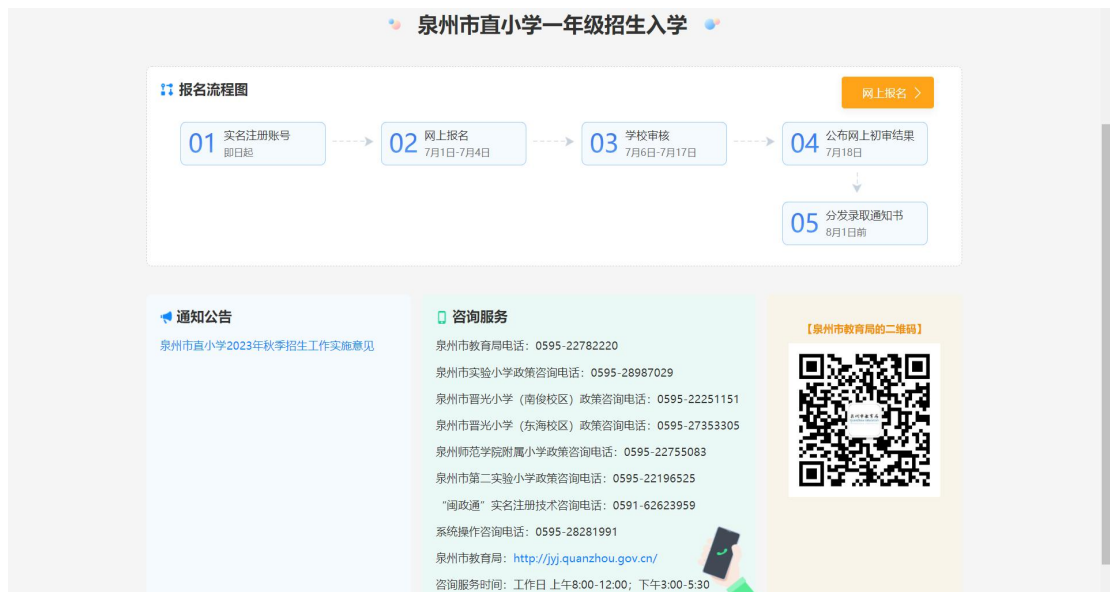 泉州市直小学一年级招生入学
报名流程图
网上报名
01 实名注册账号
即日起
02 网上报名
7月1日-7月4日
03 学校审核
7月6日-7月17日
04 公布网上初审结果
7月18日
05 分发录取通知书
8月1日前
通知公告
泉州市直小学2023年秋季招生工作实施意见
咨询服务
泉州市教育局电话：0595-22782220
泉州市实验小学政策咨询电话：0595-28987029
泉州市晋光小学（南俊校区）政策咨询电话：0595-22251151
泉州市晋光小学（东海校区）政策咨询电话：0595-27353305
泉州师范学院附属小学政策咨询电话：0595-22755083
泉州市第二实验小学政策咨询电话：0595-22196525
“闽政通”实名注册技术咨询电话：0591-62623959
系统操作咨询电话：0595-28281991
泉州市教育局：http://jyj.quanzhou.gov.cn/
咨询服务时间：工作日 上午8:00-12:00；下午3:00-5:30
【泉州市教育局的二维码】
泉州市教育局